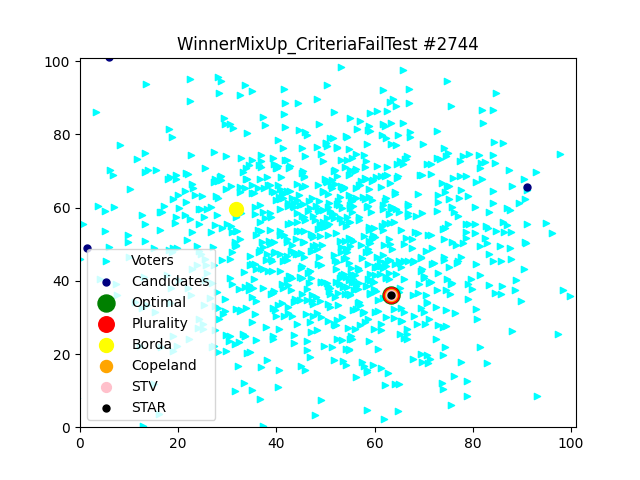 WinnerMixUp_CriteriaFailTest #2744
100
80
60
40
20
0
Voters
Candidates
Optimal
Plurality
Borda
Copeland
STV
STAR
0 20 40 60 80 100